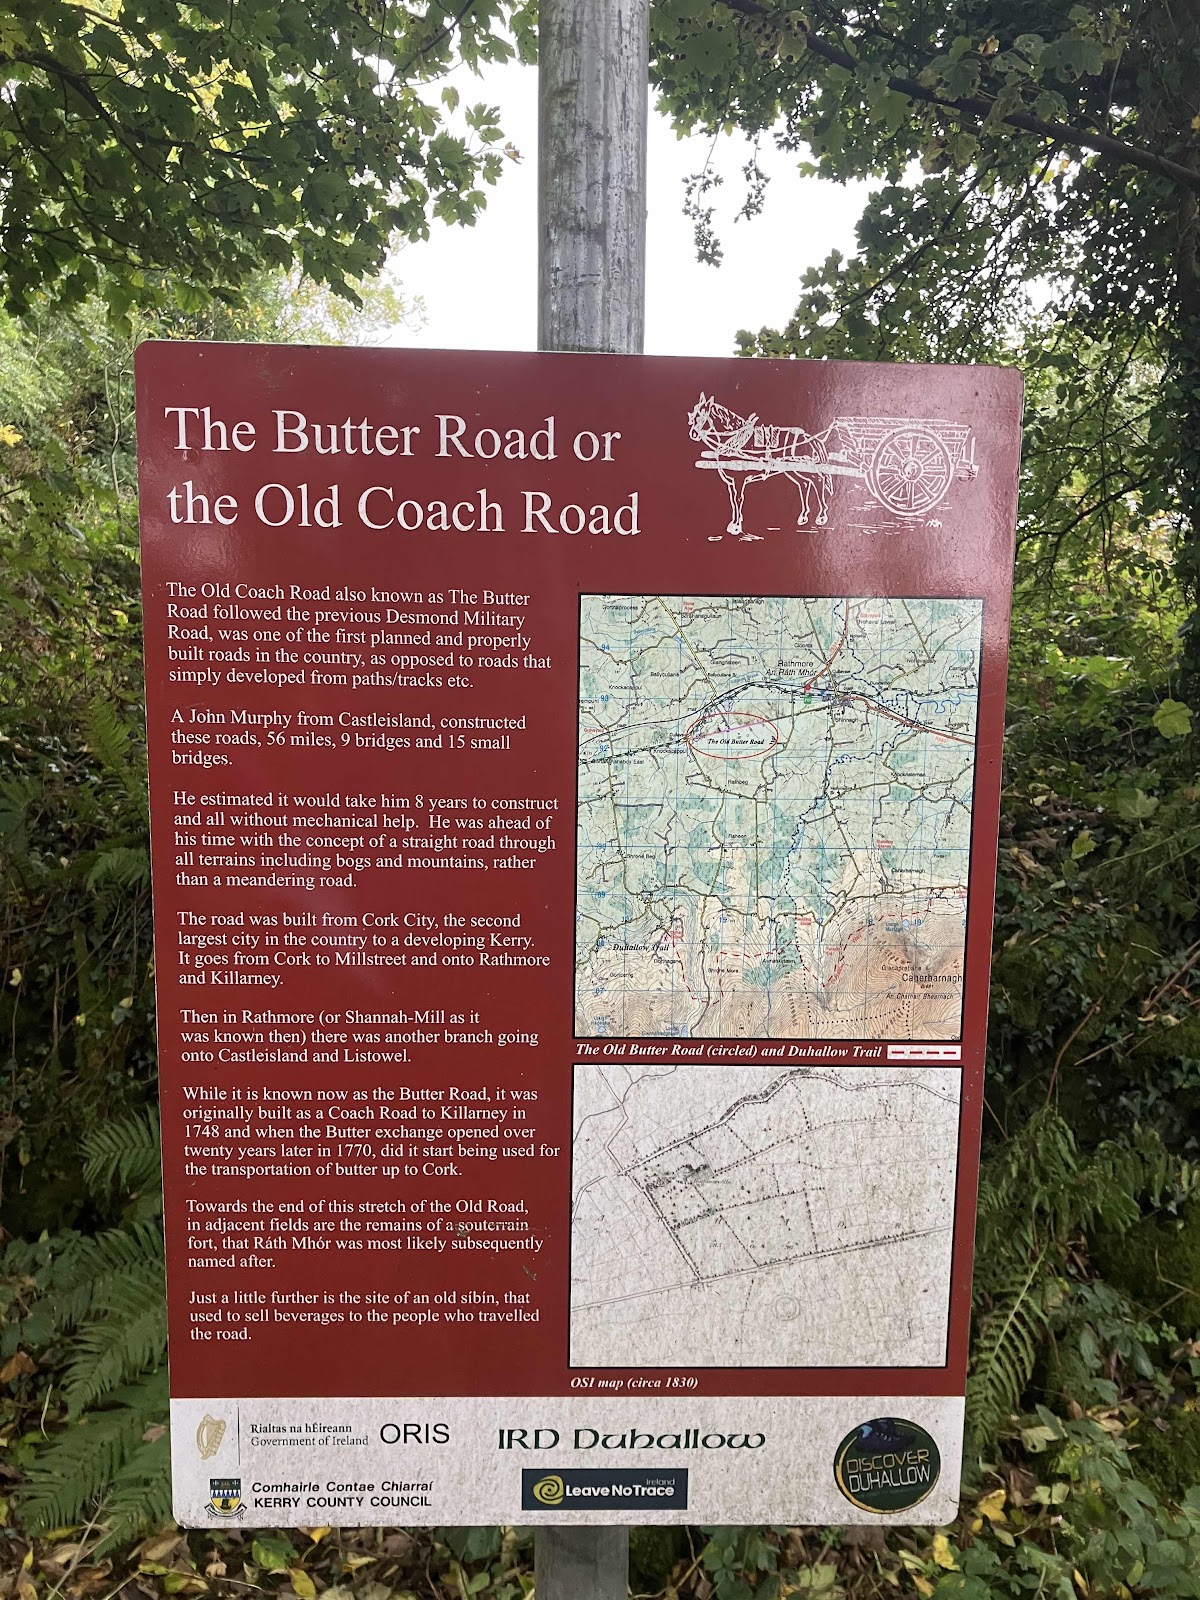 The Butter Road or
the Old Coach Road
The Old Coach Road also known as The Butter
Road followed the previous Desmond Military
Road, was one of the first planned and properly
built roads in the country, as opposed to roads that
simply developed from paths/tracks etc.
A John Murphy from Castleisland, constructed
these roads, 56 miles, 9 bridges and 15 small
bridges.
He estimated it would take him 8 years to construct
and all without mechanical help. He was ahead of
his time with the concept of a straight road through
all terrains including bogs and mountains, rather
than a meandering road.
The road was built from Cork City, the second
largest city in the country to a developing Kerry.
It goes from Cork to Millstreet and onto Rathmore
and Killarney.
Then in Rathmore (or Shannah-Mill as it
was known then) there was another branch going
onto Castleisland and Listowel.
While it is known now as the Butter Road, it was
originally built as a Coach Road to Killarney in
1748 and when the Butter exchange opened over
twenty years later in 1770, did it start being used for
the transportation of butter up to Cork.
Towards the end of this stretch of the Old Road,
in adjacent fields are the remains of a souterrain
fort, that Ráth Mhór was most likely subsequently
named after.
Just a little further is the site of an old síbín, that
used to sell beverages to the people who travelled
the road.
Rathmore
An Ráth Mhór
The Old Butter Road
Rathbeg
Raheen
Shrone Beg
Duhallow Trail
Shrone More
Caherbarnagh
The Old Butter Road (circled) and Duhallow Trail
OSI map (circa 1830)
Rialtas na hÉireann
Government of Ireland
ORIS
IRD Duhallow
DISCOVER
DUHALLOW
Comhairle Contae Chiarraí
KERRY COUNTY COUNCIL
Ireland
Leave No Trace